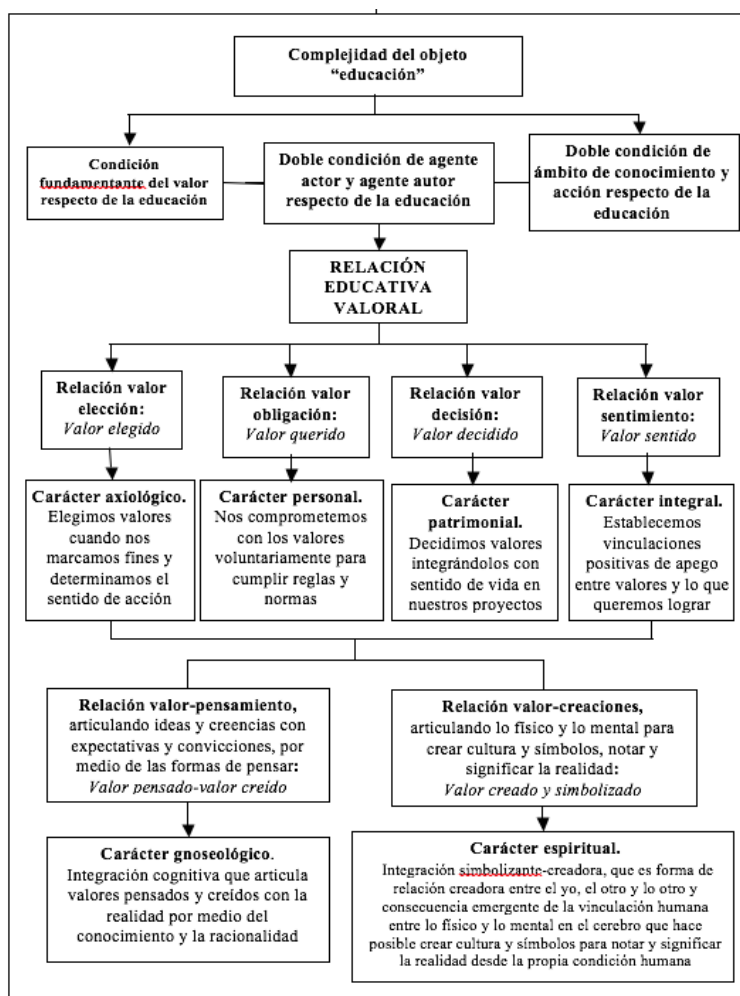 Complejidad del objeto
“educación”
Condición
fundamentante del valor
respecto de la educación
Doble condición de agente
actor y agente autor
respecto de la educación
Doble condición de
ámbito de conocimiento y
acción respecto de la
educación
RELACIÓN
EDUCATIVA
VALORAL
Relación valor
elección:
Valor elegido
Relación valor
obligación:
Valor querido
Relación valor
decisión:
Valor decidido
Relación valor
sentimiento:
Valor sentido
Carácter axiológico.
Elegimos valores
cuando nos
marcamos fines y
determinamos el
sentido de acción
Carácter personal.
Nos comprometemos
con los valores
voluntariamente para
cumplir reglas y
normas
Carácter
patrimonial.
Decidimos valores
integrándolos con
sentido de vida en
nuestros proyectos
Carácter integral.
Establecemos
vinculaciones
positivas de apego
entre valores y lo que
queremos lograr
Relación valor-pensamiento,
articulando ideas y creencias con
expectativas y convicciones, por
medio de las formas de pensar:
Valor pensado-valor creído
Relación valor-creaciones,
articulando lo físico y lo mental para
crear cultura y símbolos, notar y
significar la realidad:
Valor creado y simbolizado
Carácter gnoseológico.
Integración cognitiva que articula
valores pensados y creídos con la
realidad por medio del
conocimiento y la racionalidad
Carácter espiritual.
Integración simbolizante-creadora, que es forma de
relación creadora entre el yo, el otro y lo otro y
consecuencia emergente de la vinculación humana
entre lo físico y lo mental en el cerebro que hace
posible crear cultura y símbolos para notar y significar
la realidad desde la propia condición humana